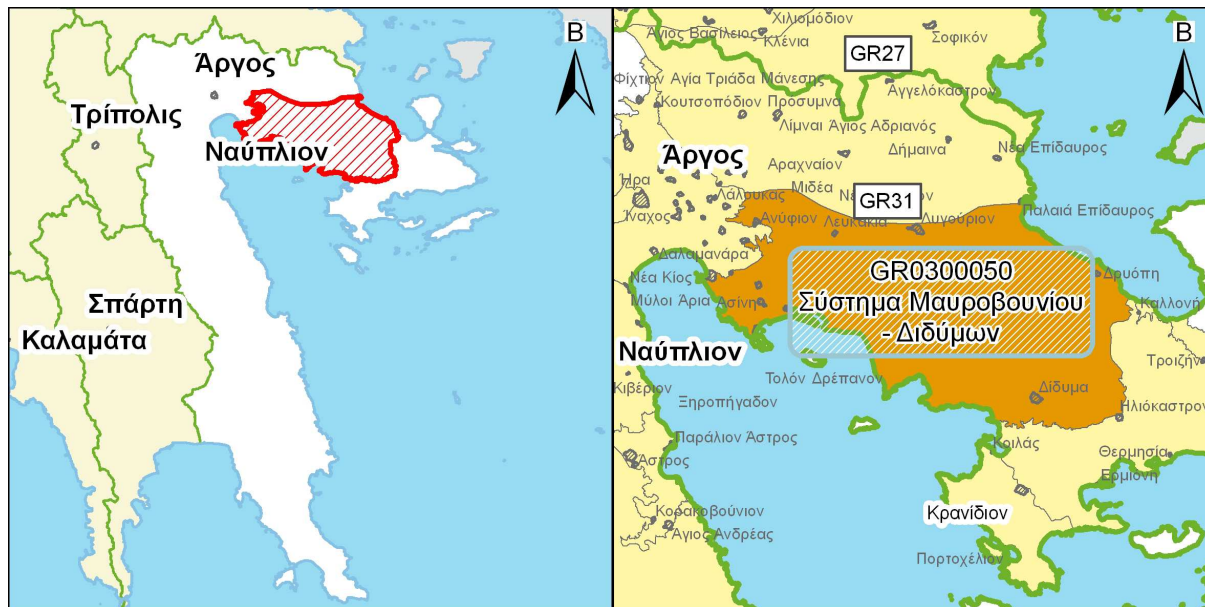 Β
Άργος
Τρίπολις
Ναύπλιον
Σπάρτη
Καλαμάτα
Β
Χιλιομόδιον
Άγιος Βασίλειος
Κλένια
Σοφικόν
GR27
Φίχτιον Αγία Τριάδα Μάνεσης
Αγγελόκαστρον
Κουτσοπόδιον Πρόσυμνα
Λίμναι Άγιος Αδριανός
Δήμαινα
Νέα Επίδαυρος
Άργος
Αραχναίον
Ήρα
Μιδέα
GR31
Λάλουκας
Ίναχος
Ανύφιον
Λευκάκια
Λυγούριον
Παλαιά Επίδαυρος
Δαλαμανάρα
GR0300050
Δρυόπη
Νέα Κίος
Σύστημα Μαυροβουνίου
Μύλοι Άρια
Ασίνη
Καλλονή
- Διδύμων
Ναύπλιον
Τροιζήν
Κιβέριον
Τολόν Δρέπανον
Δίδυμα
Ξηροπήγαδον
Ηλιόκαστρον
Παράλιον Άστρος
Κοιλάς
Άστρος
Θερμησία
Ερμιόνη
Κορακοβούνιον
Κρανίδιον
Άγιος Ανδρέας
Πορτοχέλιον